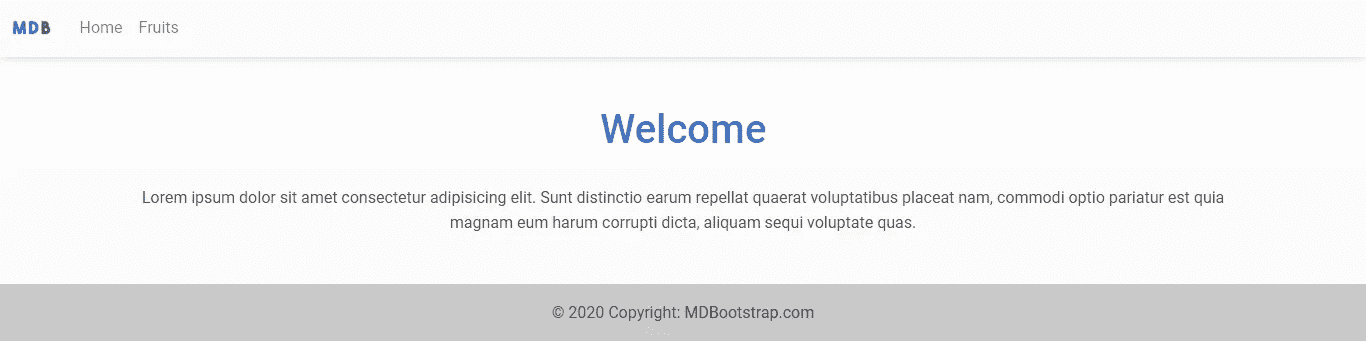 MDB Home Fruits
Welcome
Lorem ipsum dolor sit amet consectetur adipisicing elit. Sunt distinctio earum repellat quaerat voluptatibus placeat nam, commodi optio pariatur est quia
magnam eum harum corrupti dicta, aliquam sequi voluptate quas.
© 2020 Copyright: MDBootstrap.com